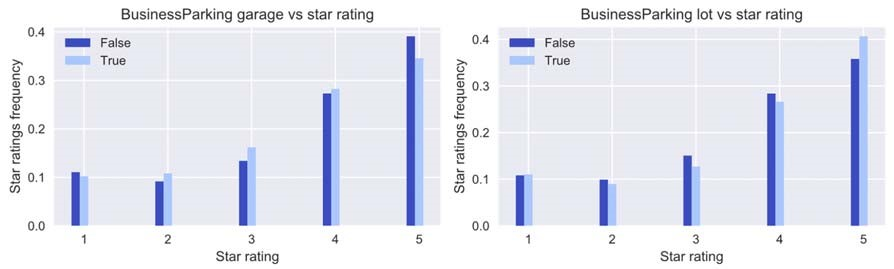 BusinessParking garage vs star rating
False
True
Star ratings frequency
0.4
0.3
0.2
0.1
0.0
1 2 3 4 5
Star rating
BusinessParking lot vs star rating
False
True
Star ratings frequency
0.4
0.3
0.2
0.1
0.0
1 2 3 4 5
Star rating